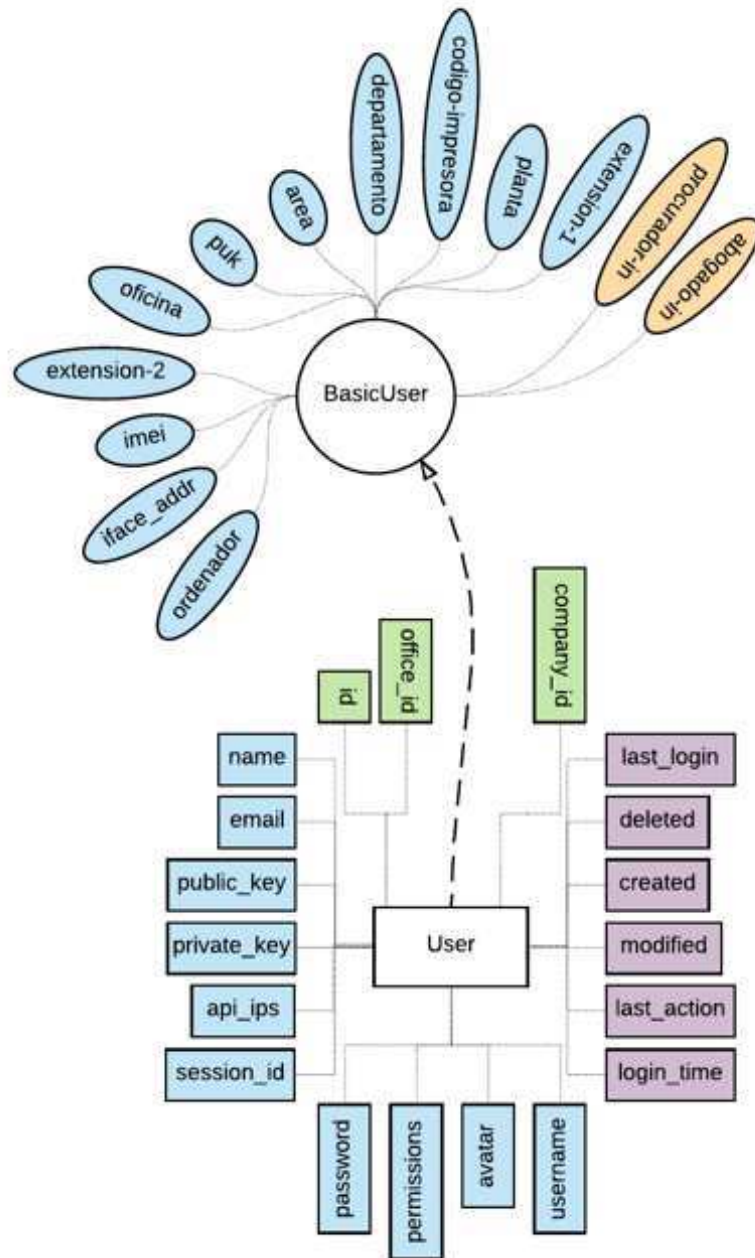 departamento
codigo-impresora
planta
extension-1
procurador-in
abogado-in
area
puk
oficina
extension-2
imei
iface_addr
ordenador
BasicUser
id
office_id
company_id
name
email
public_key
private_key
api_ips
session_id
User
last_login
deleted
created
modified
last_action
login_time
password
permissions
avatar
username